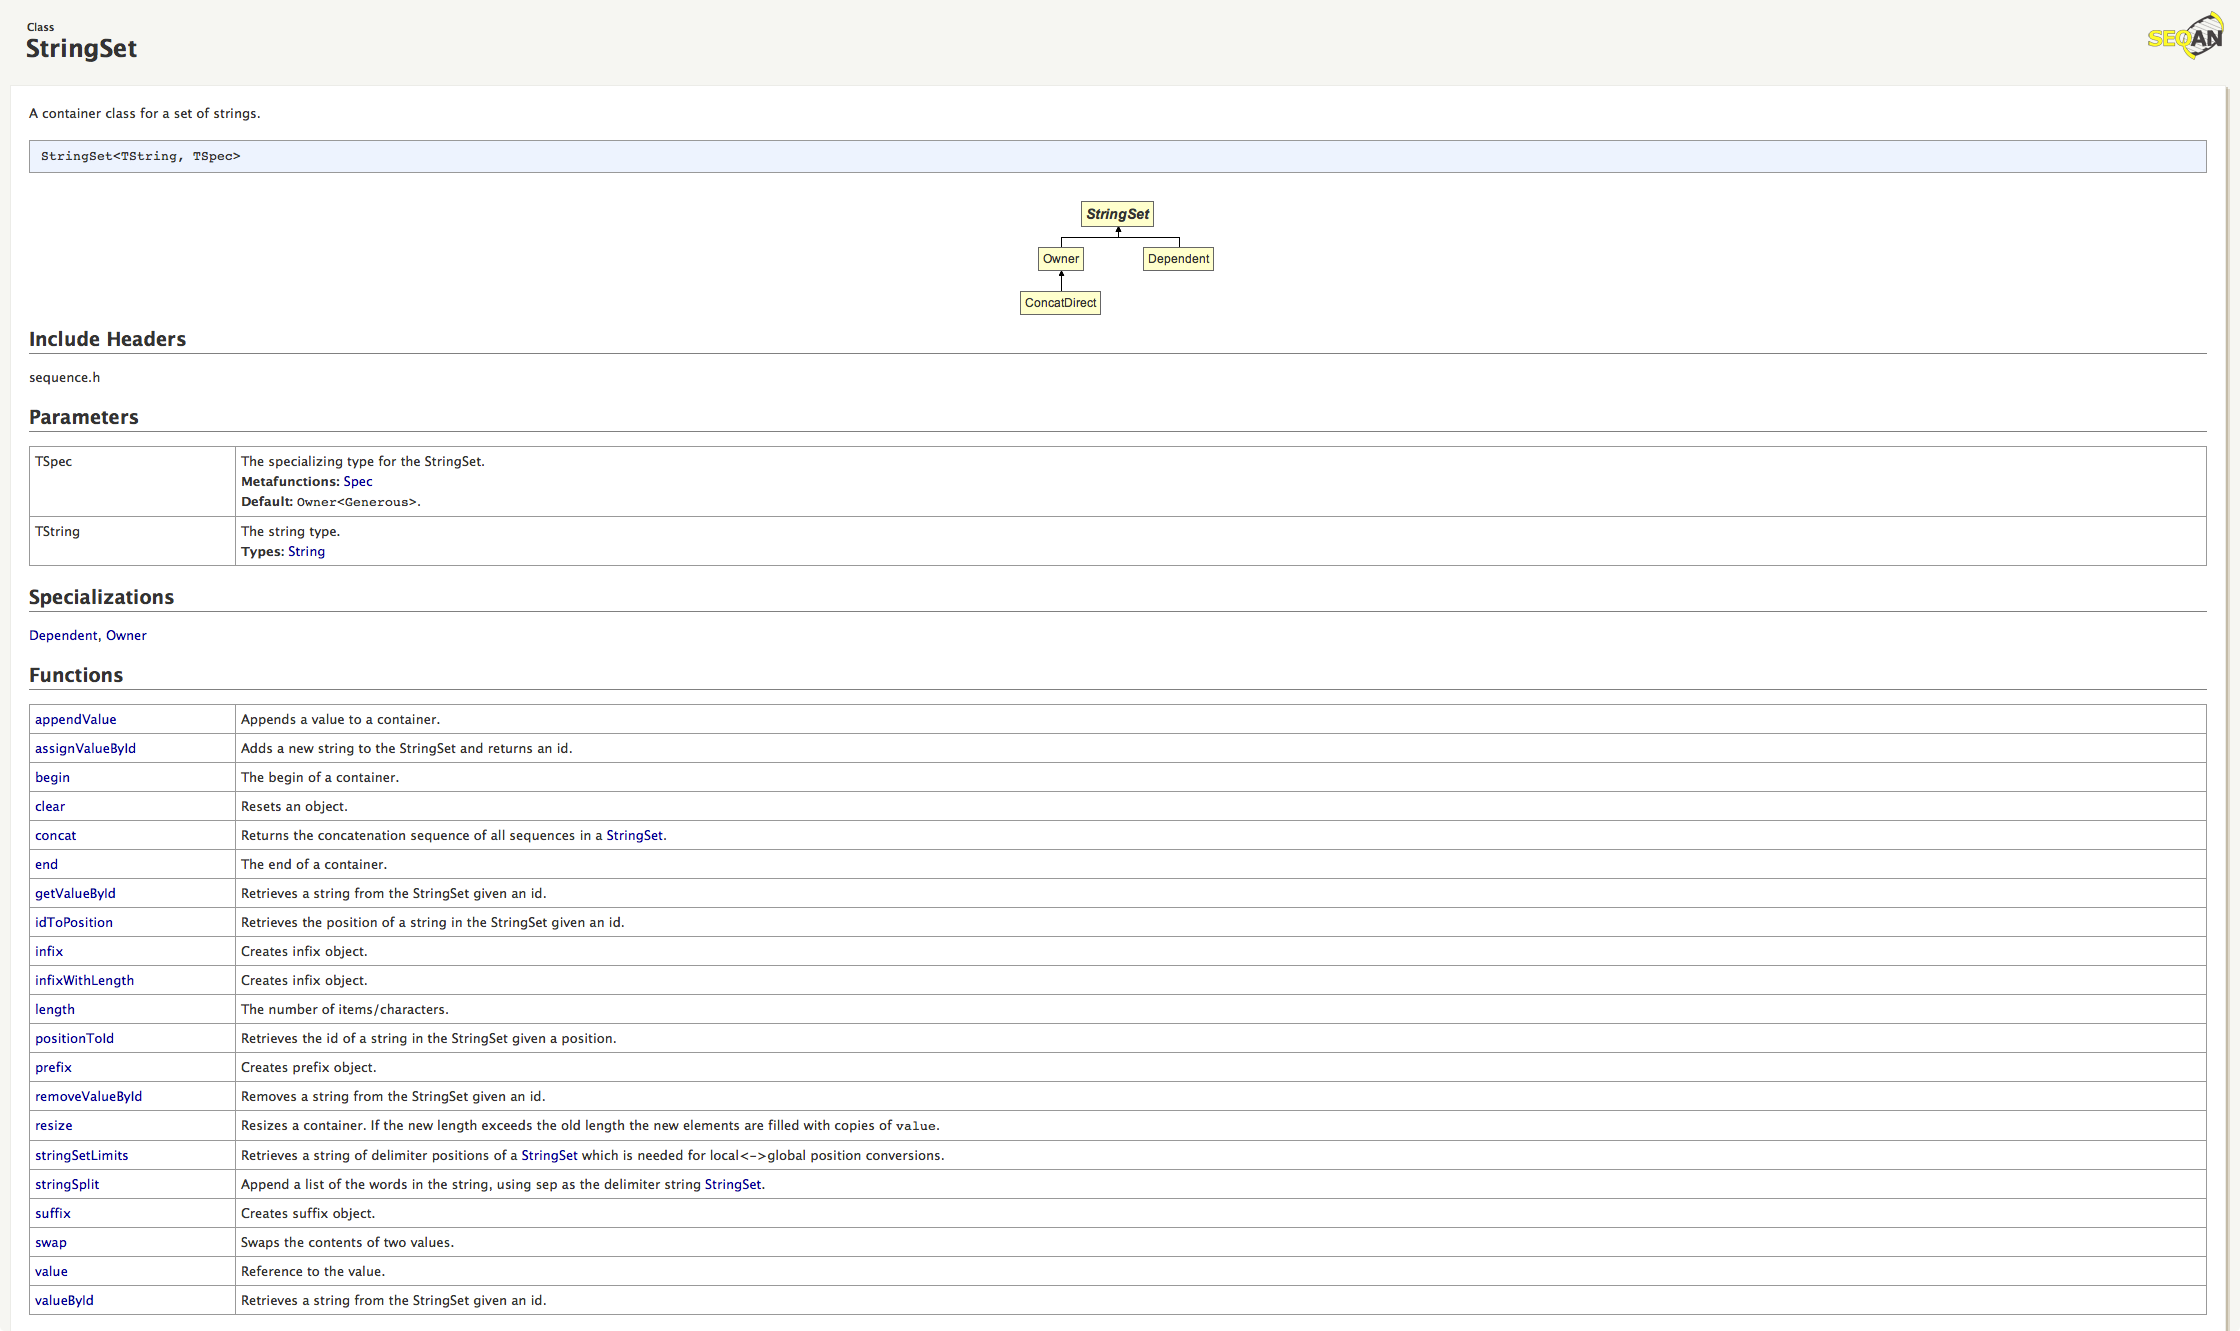 Class
StringSet
SEQAN
A container class for a set of strings.
StringSet<TString, TSpec>
StringSet
Owner
Dependent
ConcatDirect
Include Headers
sequence.h
Parameters
TSpec
The specializing type for the StringSet.
Metafunctions: Spec
Default: Owner<Generous>.
TString
The string type.
Types: String
Specializations
Dependent, Owner
Functions
appendValue Appends a value to a container.
assignValueById Adds a new string to the StringSet and returns an id.
begin The begin of a container.
clear Resets an object.
concat Returns the concatenation sequence of all sequences in a StringSet.
end The end of a container.
getValueById Retrieves a string from the StringSet given an id.
idToPosition Retrieves the position of a string in the StringSet given an id.
infix Creates infix object.
infixWithLength Creates infix object.
length The number of items/characters.
positionToId Retrieves the id of a string in the StringSet given a position.
prefix Creates prefix object.
removeValueById Removes a string from the StringSet given an id.
resize Resizes a container. If the new length exceeds the old length the new elements are filled with copies of value.
stringSetLimits Retrieves a string of delimiter positions of a StringSet which is needed for local<->global position conversions.
stringSplit Append a list of the words in the string, using sep as the delimiter string StringSet.
suffix Creates suffix object.
swap Swaps the contents of two values.
value Reference to the value.
valueById Retrieves a string from the StringSet given an id.